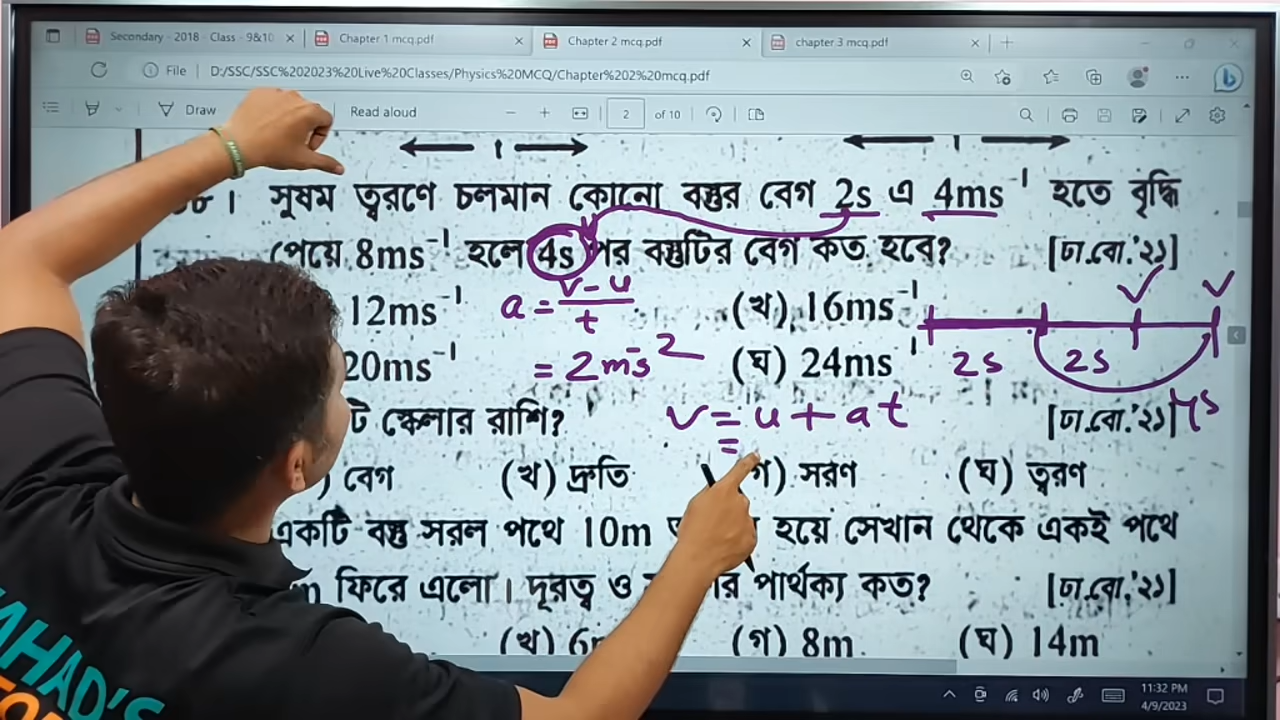 Secondary - 2018 - Class - 9&10
Chapter 1 mcq.pdf
Chapter 2 mcq.pdf
chapter 3 mcq.pdf
File
D:/SSC/SSC%202023%20Live%20Classes/Physics%20MCQ/Chapter%202%20mcq.pdf
Draw
Read aloud
2
of 10
৮। সুষম ত্বরণে চলমান কোনো বস্তুর বেগ 2s এ 4ms⁻¹ হতে বৃদ্ধি
পেয়ে 8ms⁻¹ হলে 4s পর বস্তুটির বেগ কত হবে? [ঢা.বো.'২১]
12ms⁻¹ a = v-u/t (খ) 16ms⁻¹
20ms⁻¹ = 2ms⁻2 (ঘ) 24ms⁻¹ 2s 2s
টি স্কেলার রাশি? v = u + at [ঢা.বো.'২১] 4s
=
বেগ (খ) দ্রুতি গ) সরণ (ঘ) ত্বরণ
একটি বস্তু সরল পথে 10m হয়ে সেখান থেকে একই পথে
m ফিরে এলো। দূরত্ব ও পার্থক্য কত? [ঢা.বো.'২১]
(খ) 6 (গ) 8m (ঘ) 14m
11:32 PM
4/9/2023